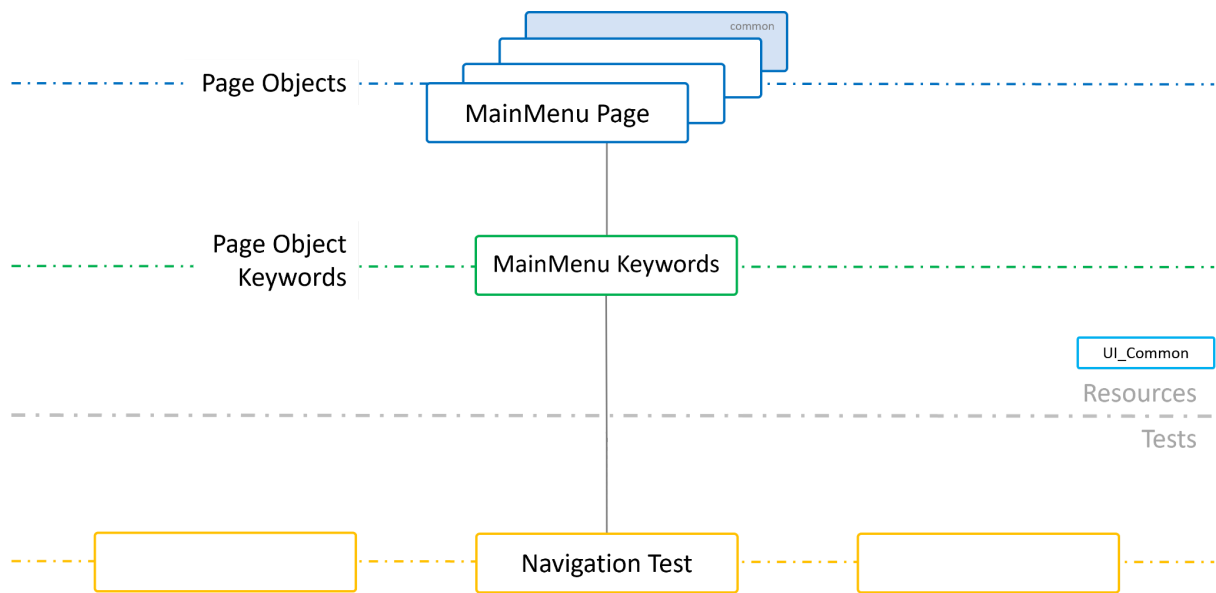 common
Page Objects
MainMenu Page
Page Object
Keywords
MainMenu Keywords
UI_Common
Resources
Tests
Navigation Test